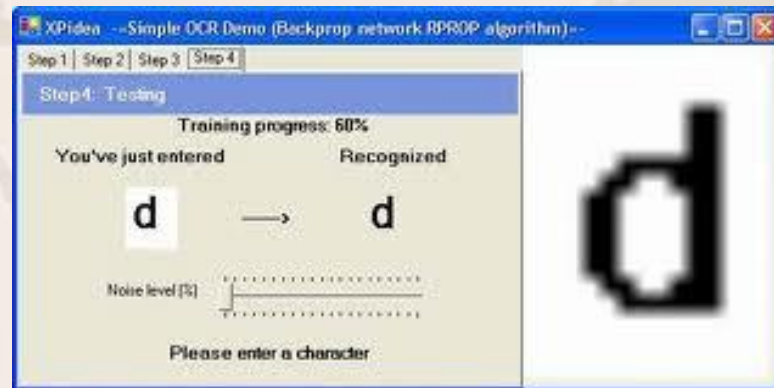 XPidea --Simple OCR Demo (Backprop network RPROP algorithm)--
Step 1 Step 2 Step 3 Step 4
Step4: Testing
Training progress: 60%
You've just entered Recognized
d d
Noise level [%]
Please enter a character
d